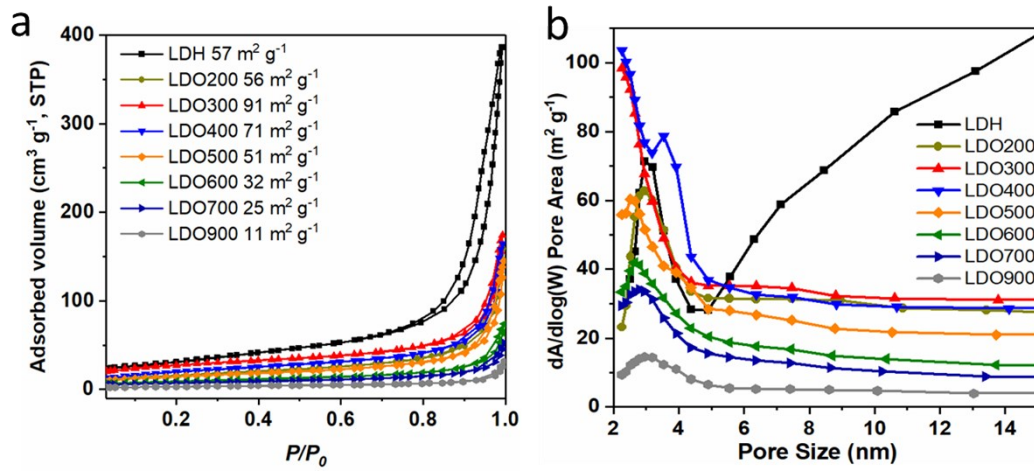 a
Adsorbed volume (cm³ g⁻¹, STP)
400
300
200
100
0
LDH 57 m² g⁻¹
LDO200 56 m² g⁻¹
LDO300 91 m² g⁻¹
LDO400 71 m² g⁻¹
LDO500 51 m² g⁻¹
LDO600 32 m² g⁻¹
LDO700 25 m² g⁻¹
LDO900 11 m² g⁻¹
0.2 0.4 0.6 0.8 1.0
P/P₀
b
dA/dlog(W) Pore Area (m² g⁻¹)
100
80
60
40
20
0
LDH
LDO200
LDO300
LDO400
LDO500
LDO600
LDO700
LDO900
2 4 6 8 10 12 14
Pore Size (nm)